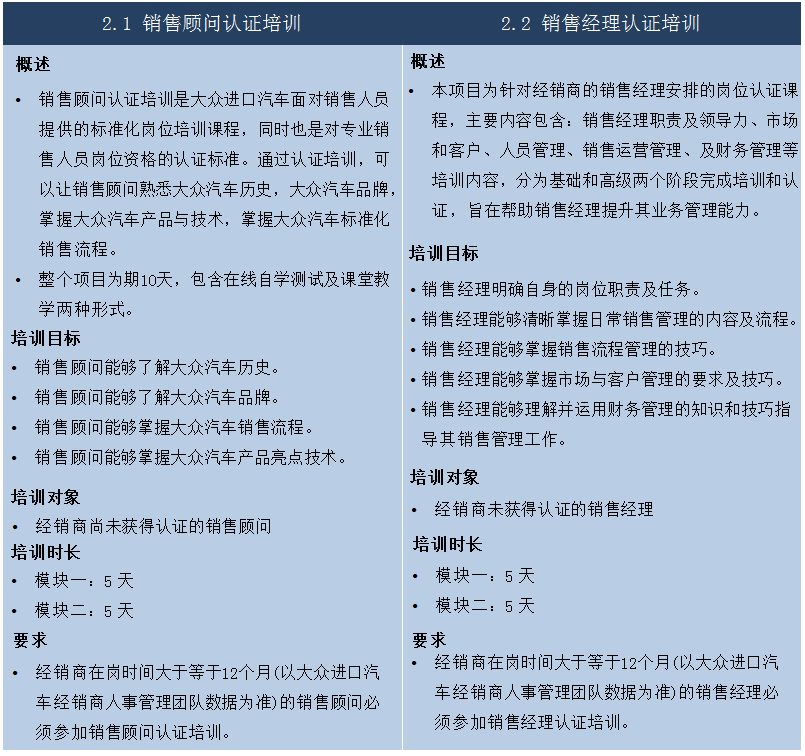 2.1 销售顾问认证培训
概述
• 销售顾问认证培训是大众进口汽车面对销售人员
提供的标准化岗位培训课程，同时也是对专业销
售人员岗位资格的认证标准。通过认证培训，可
以让销售顾问熟悉大众汽车历史，大众汽车品牌，
掌握大众汽车产品与技术，掌握大众汽车标准化
销售流程。
• 整个项目为期10天，包含在线自学测试及课堂教
学两种形式。
培训目标
• 销售顾问能够了解大众汽车历史。
• 销售顾问能够了解大众汽车品牌。
• 销售顾问能够掌握大众汽车销售流程。
• 销售顾问能够掌握大众汽车产品亮点技术。
培训对象
• 经销商尚未获得认证的销售顾问
培训时长
• 模块一：5 天
• 模块二：5 天
要求
• 经销商在岗时间大于等于12个月(以大众进口汽
车经销商人事管理团队数据为准)的销售顾问必
须参加销售顾问认证培训。
2.2 销售经理认证培训
概述
• 本项目为针对经销商的销售经理安排的岗位认证课
程，主要内容包含：销售经理职责及领导力、市场
和客户、人员管理、销售运营管理、及财务管理等
培训内容，分为基础和高级两个阶段完成培训和认
证，旨在帮助销售经理提升其业务管理能力。
培训目标
• 销售经理明确自身的岗位职责及任务。
• 销售经理能够清晰掌握日常销售管理的内容及流程。
• 销售经理能够掌握销售流程管理的技巧。
• 销售经理能够掌握市场与客户管理的要求及技巧。
• 销售经理能够理解并运用财务管理的知识和技巧指
导其销售管理工作。
培训对象
• 经销商未获得认证的销售经理
培训时长
• 模块一：5 天
• 模块二：5 天
要求
• 经销商在岗时间大于等于12个月(以大众进口汽
车经销商人事管理团队数据为准)的销售经理必
须参加销售经理认证培训。